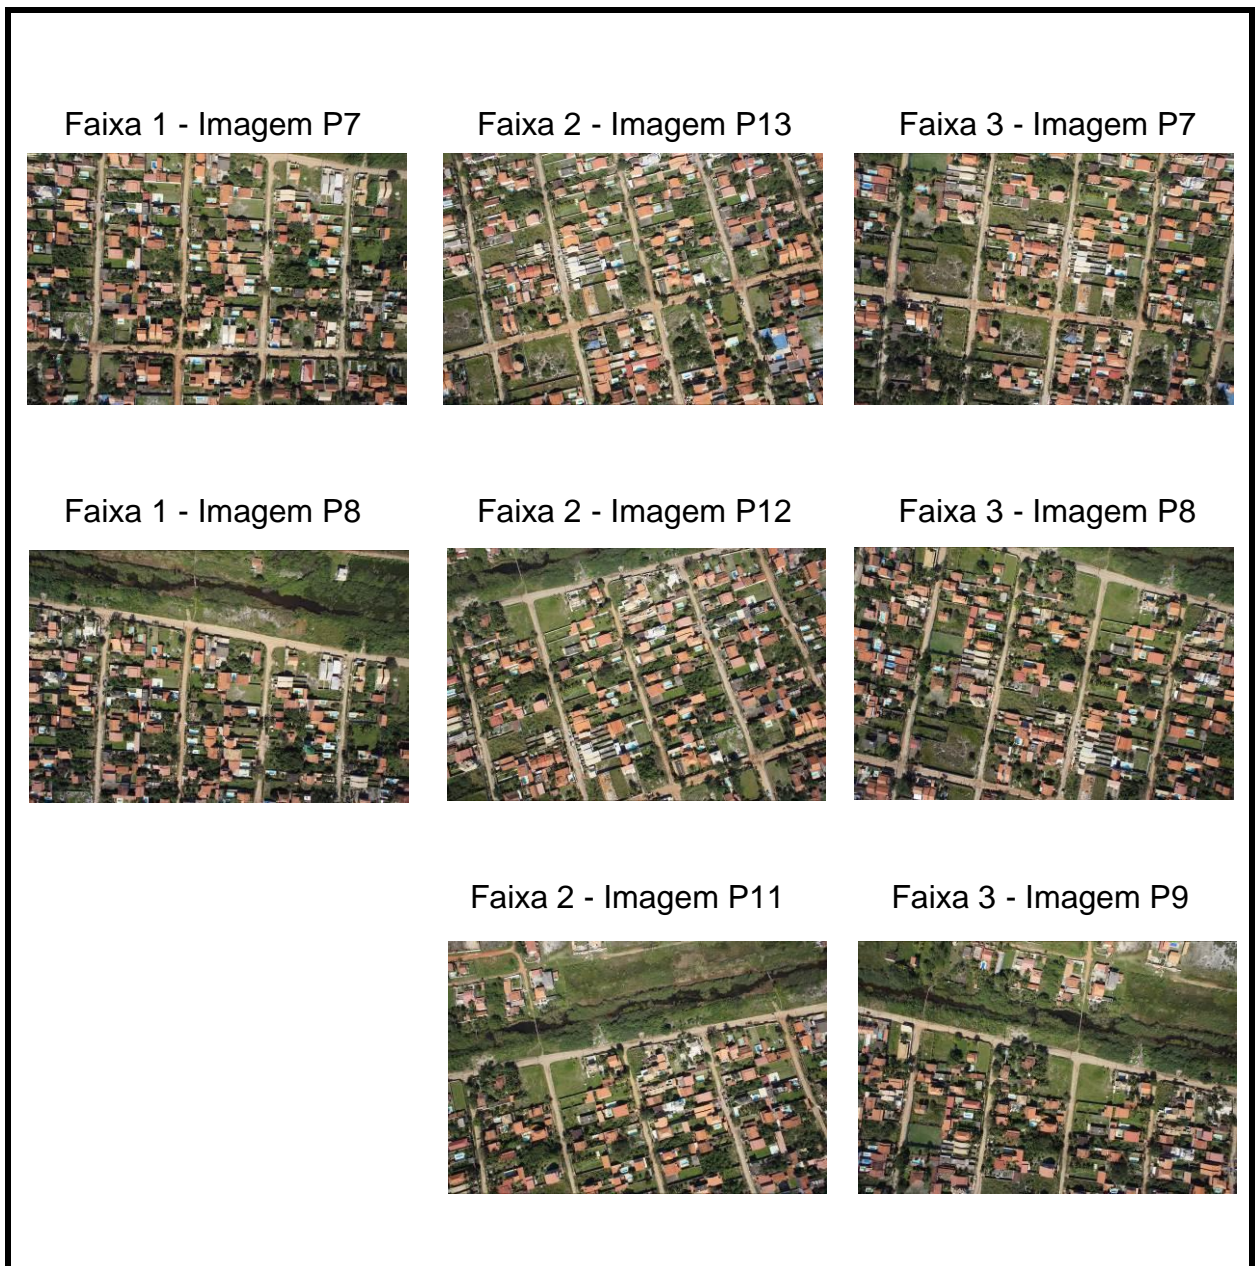 Faixa 1 - Imagem P7
Faixa 2 - Imagem P13
Faixa 3 - Imagem P7
Faixa 1 - Imagem P8
Faixa 2 - Imagem P12
Faixa 3 - Imagem P8
Faixa 2 - Imagem P11
Faixa 3 - Imagem P9